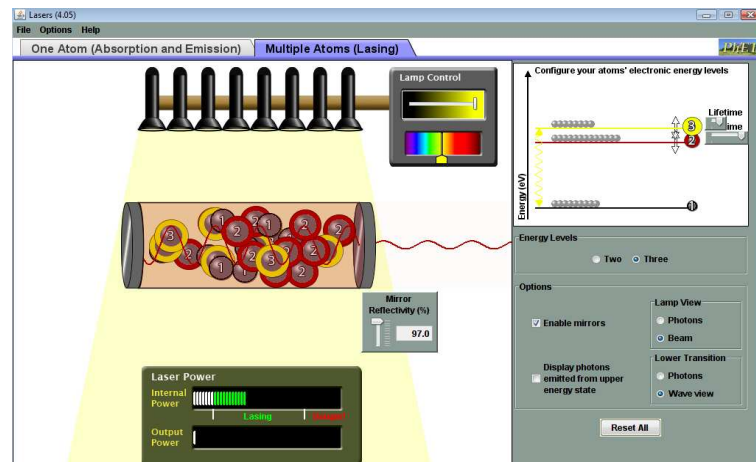 Lasers (4.05)
File Options Help
One Atom (Absorption and Emission) Multiple Atoms (Lasing)
PhET
Lamp Control
Configure your atoms' electronic energy levels
Lifetime
3
2
1
Energy (eV)
Energy Levels
Two Three
Mirror
Reflectivity (%)
97.0
Options
Enable mirrors
Lamp View
Photons
Beam
Display photons
emitted from upper
energy state
Lower Transition
Photons
Wave view
Reset All
Laser Power
Internal
Power
Lasing
Output
Power